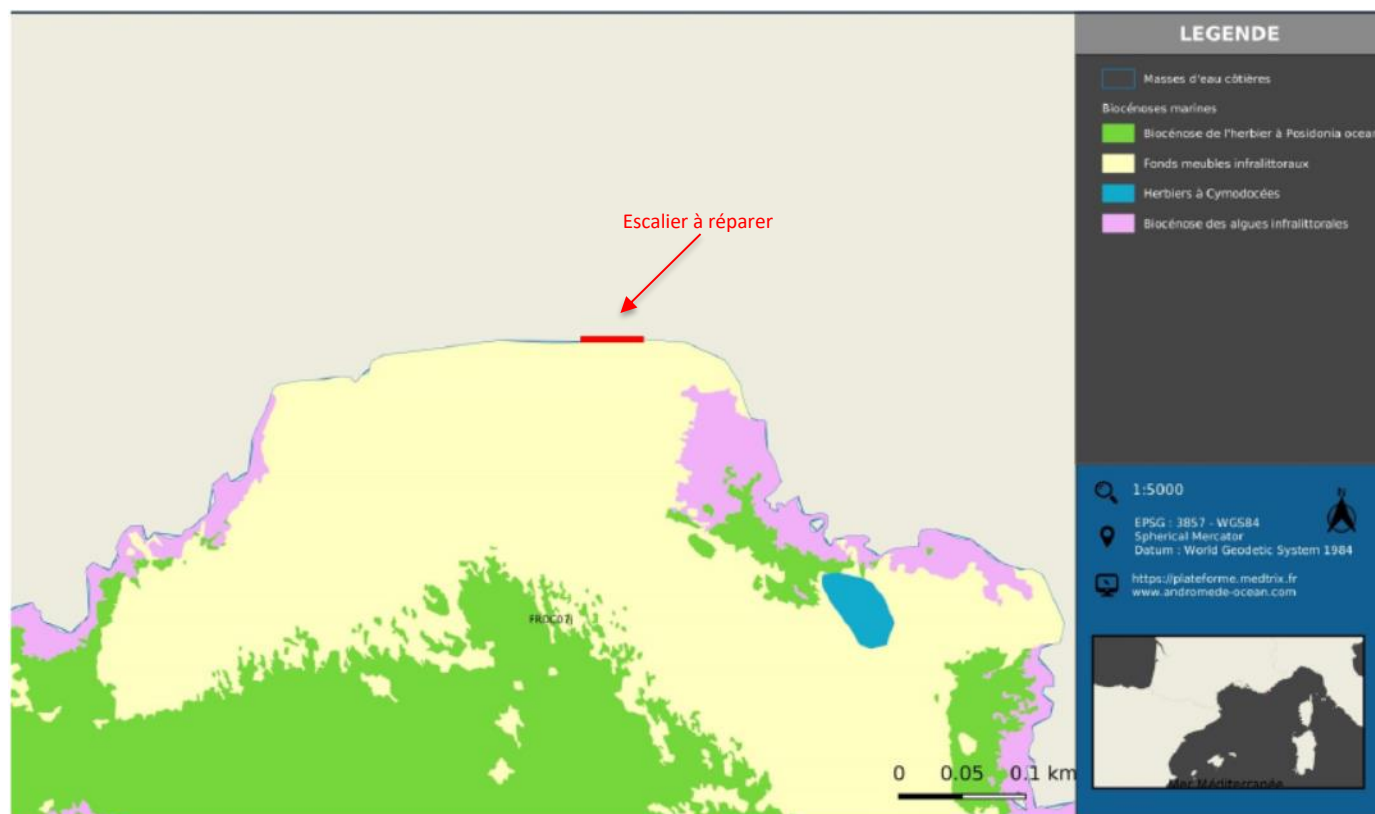 LEGENDE
Masses d'eau côtières
Biocénoses marines
Biocénose de l'herbier à Posidonia ocean
Fonds meubles infralittoraux
Herbiers à Cymodocées
Biocénose des algues infralittorales
Escalier à réparer
FRDC07j
0 0.05 0.1 km
1:5000
N
EPSG : 3857 - WGS84
Spherical Mercator
Datum : World Geodetic System 1984
https://plateforme.medtrix.fr
www.andromede-ocean.com
Mer Méditerranée